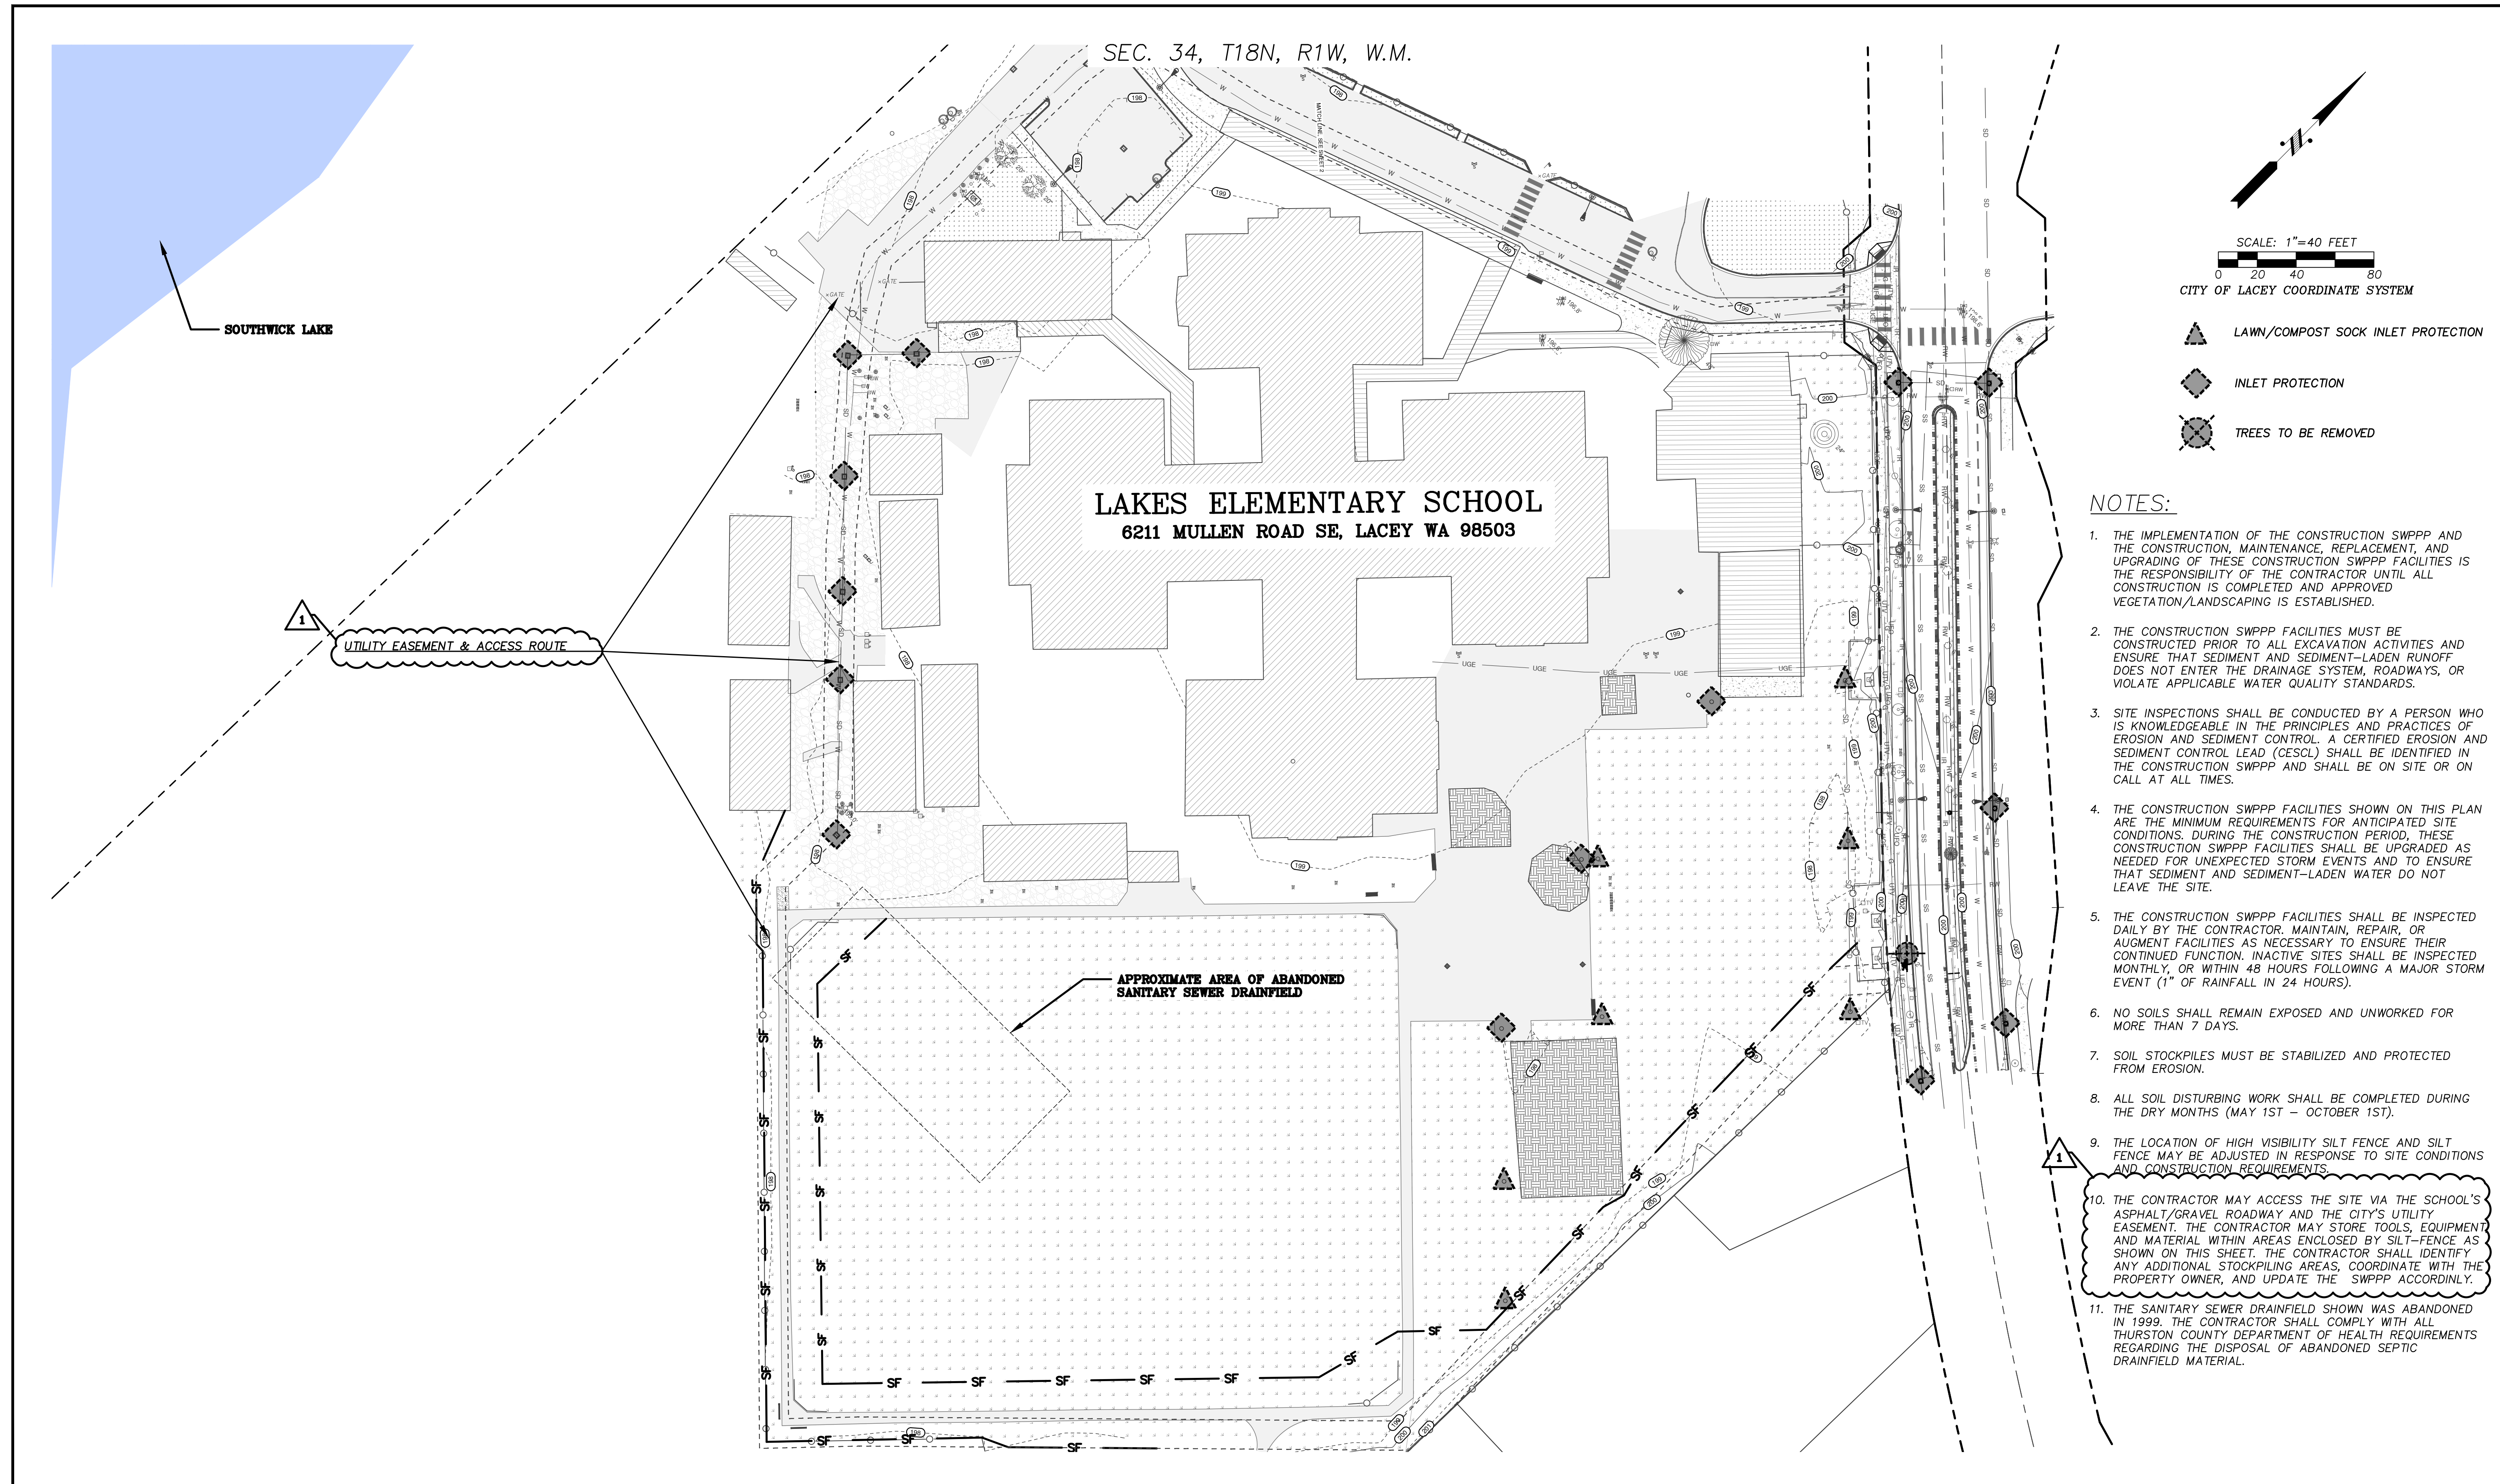 SEC. 34, T18N, R1W, W.M.
MATCH LINE, SEE SHEET 2
SOUTHWICK LAKE
LAKES ELEMENTARY SCHOOL
6211 MULLEN ROAD SE, LACEY WA 98503
1
UTILITY EASEMENT & ACCESS ROUTE
APPROXIMATE AREA OF ABANDONED
SANITARY SEWER DRAINFIELD
SCALE: 1"=40 FEET
0 20 40 80
CITY OF LACEY COORDINATE SYSTEM
LAWN/COMPOST SOCK INLET PROTECTION
INLET PROTECTION
TREES TO BE REMOVED
NOTES:
1. THE IMPLEMENTATION OF THE CONSTRUCTION SWPPP AND
THE CONSTRUCTION, MAINTENANCE, REPLACEMENT, AND
UPGRADING OF THESE CONSTRUCTION SWPPP FACILITIES IS
THE RESPONSIBILITY OF THE CONTRACTOR UNTIL ALL
CONSTRUCTION IS COMPLETED AND APPROVED
VEGETATION/LANDSCAPING IS ESTABLISHED.
2. THE CONSTRUCTION SWPPP FACILITIES MUST BE
CONSTRUCTED PRIOR TO ALL EXCAVATION ACTIVITIES AND
ENSURE THAT SEDIMENT AND SEDIMENT-LADEN RUNOFF
DOES NOT ENTER THE DRAINAGE SYSTEM, ROADWAYS, OR
VIOLATE APPLICABLE WATER QUALITY STANDARDS.
3. SITE INSPECTIONS SHALL BE CONDUCTED BY A PERSON WHO
IS KNOWLEDGEABLE IN THE PRINCIPLES AND PRACTICES OF
EROSION AND SEDIMENT CONTROL. A CERTIFIED EROSION AND
SEDIMENT CONTROL LEAD (CESCL) SHALL BE IDENTIFIED IN
THE CONSTRUCTION SWPPP AND SHALL BE ON SITE OR ON
CALL AT ALL TIMES.
4. THE CONSTRUCTION SWPPP FACILITIES SHOWN ON THIS PLAN
ARE THE MINIMUM REQUIREMENTS FOR ANTICIPATED SITE
CONDITIONS. DURING THE CONSTRUCTION PERIOD, THESE
CONSTRUCTION SWPPP FACILITIES SHALL BE UPGRADED AS
NEEDED FOR UNEXPECTED STORM EVENTS AND TO ENSURE
THAT SEDIMENT AND SEDIMENT-LADEN WATER DO NOT
LEAVE THE SITE.
5. THE CONSTRUCTION SWPPP FACILITIES SHALL BE INSPECTED
DAILY BY THE CONTRACTOR. MAINTAIN, REPAIR, OR
AUGMENT FACILITIES AS NECESSARY TO ENSURE THEIR
CONTINUED FUNCTION. INACTIVE SITES SHALL BE INSPECTED
MONTHLY, OR WITHIN 48 HOURS FOLLOWING A MAJOR STORM
EVENT (1" OF RAINFALL IN 24 HOURS).
6. NO SOILS SHALL REMAIN EXPOSED AND UNWORKED FOR
MORE THAN 7 DAYS.
7. SOIL STOCKPILES MUST BE STABILIZED AND PROTECTED
FROM EROSION.
8. ALL SOIL DISTURBING WORK SHALL BE COMPLETED DURING
THE DRY MONTHS (MAY 1ST – OCTOBER 1ST).
9. THE LOCATION OF HIGH VISIBILITY SILT FENCE AND SILT
FENCE MAY BE ADJUSTED IN RESPONSE TO SITE CONDITIONS
AND CONSTRUCTION REQUIREMENTS.
1
10. THE CONTRACTOR MAY ACCESS THE SITE VIA THE SCHOOL'S
ASPHALT/GRAVEL ROADWAY AND THE CITY'S UTILITY
EASEMENT. THE CONTRACTOR MAY STORE TOOLS, EQUIPMENT
AND MATERIAL WITHIN AREAS ENCLOSED BY SILT-FENCE AS
SHOWN ON THIS SHEET. THE CONTRACTOR SHALL IDENTIFY
ANY ADDITIONAL STOCKPILING AREAS, COORDINATE WITH THE
PROPERTY OWNER, AND UPDATE THE SWPPP ACCORDINLY.
11. THE SANITARY SEWER DRAINFIELD SHOWN WAS ABANDONED
IN 1999. THE CONTRACTOR SHALL COMPLY WITH ALL
THURSTON COUNTY DEPARTMENT OF HEALTH REQUIREMENTS
REGARDING THE DISPOSAL OF ABANDONED SEPTIC
DRAINFIELD MATERIAL.